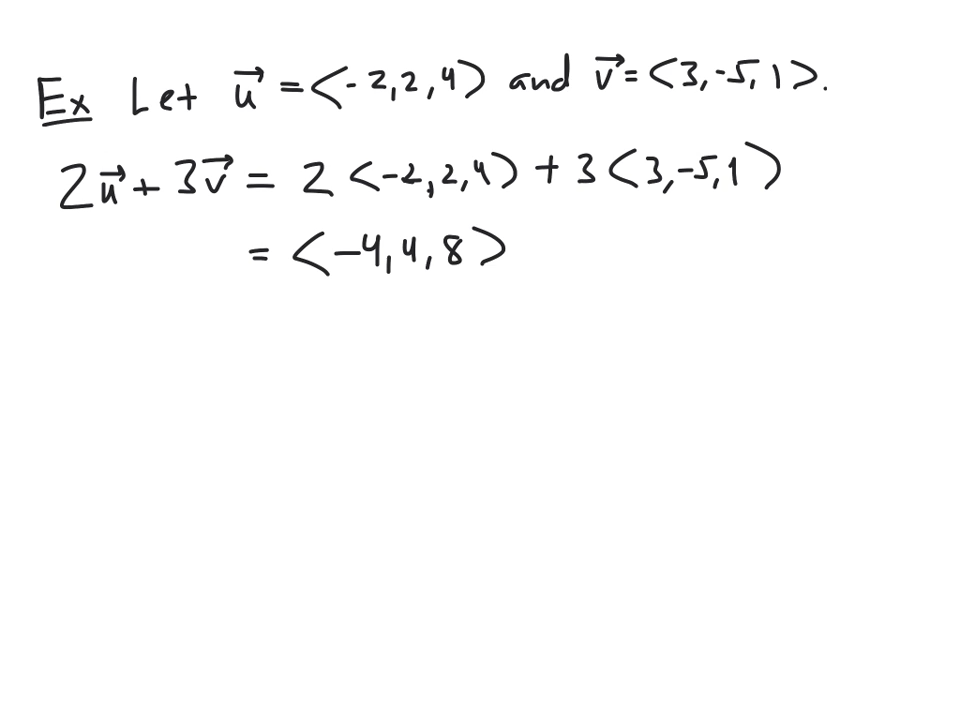 Ex Let u⃗ = <-2,2,4> and v⃗ = <3,-5,1>.
2u⃗ + 3v⃗ = 2<-2,2,4> + 3<3,-5,1>
= <-4,4,8>